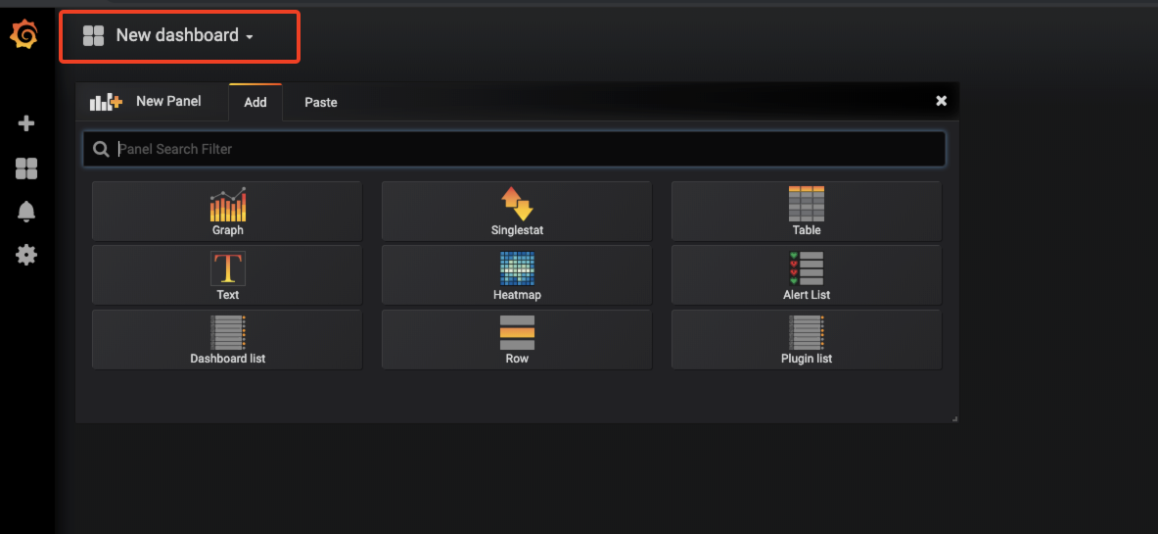 New dashboard
New Panel Add Paste
Panel Search Filter
Graph Singlestat Table
Text Heatmap Alert List
Dashboard list Row Plugin list